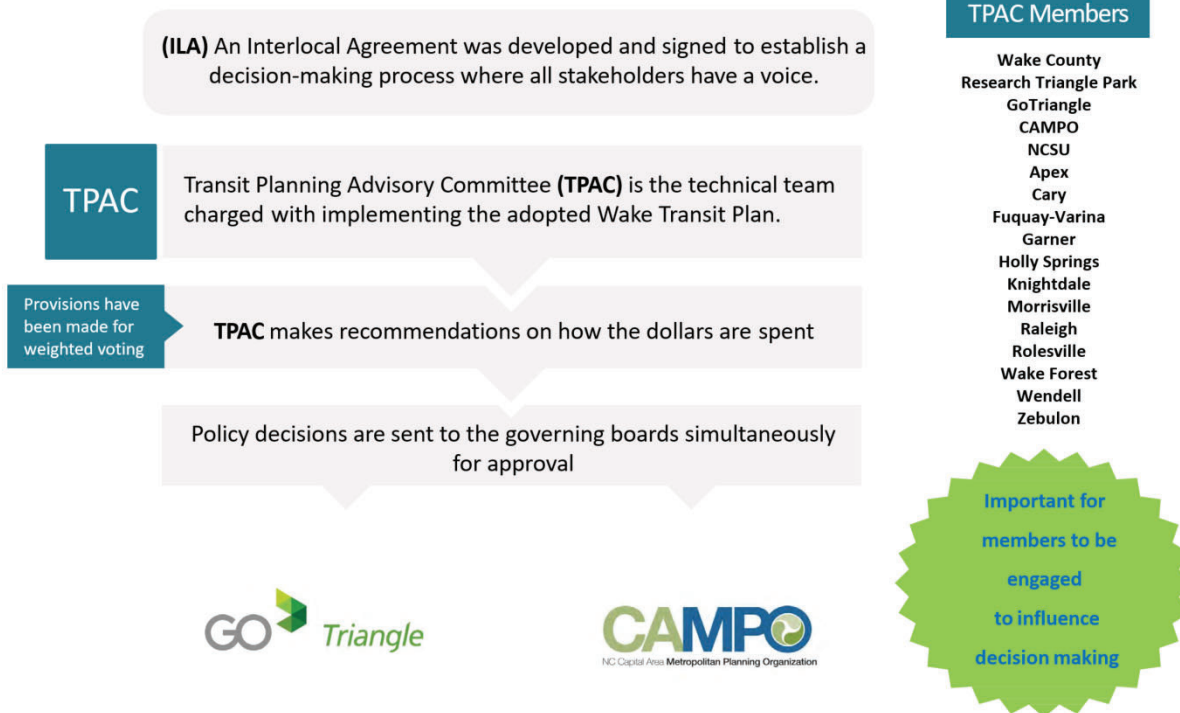 (ILA) An Interlocal Agreement was developed and signed to establish a
decision-making process where all stakeholders have a voice.
TPAC
Transit Planning Advisory Committee (TPAC) is the technical team
charged with implementing the adopted Wake Transit Plan.
Provisions have
been made for
weighted voting
TPAC makes recommendations on how the dollars are spent
Policy decisions are sent to the governing boards simultaneously
for approval
GO Triangle
CAMPO
NC Capital Area Metropolitan Planning Organization
TPAC Members
Wake County
Research Triangle Park
GoTriangle
CAMPO
NCSU
Apex
Cary
Fuquay-Varina
Garner
Holly Springs
Knightdale
Morrisville
Raleigh
Rolesville
Wake Forest
Wendell
Zebulon
Important for
members to be
engaged
to influence
decision making